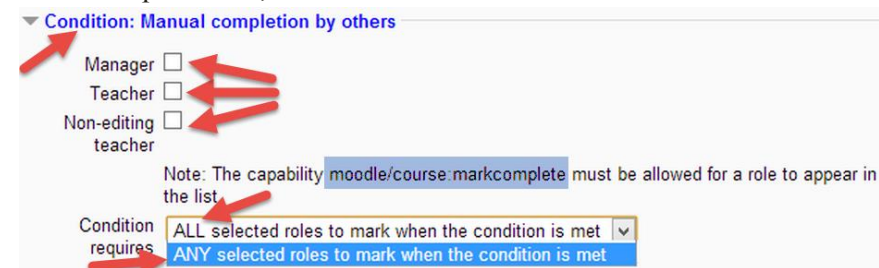 Condition: Manual completion by others
Manager
Teacher
Non-editing
teacher
Note: The capability moodle/course:markcomplete must be allowed for a role to appear in
the list.
Condition
requires
ALL selected roles to mark when the condition is met
ANY selected roles to mark when the condition is met